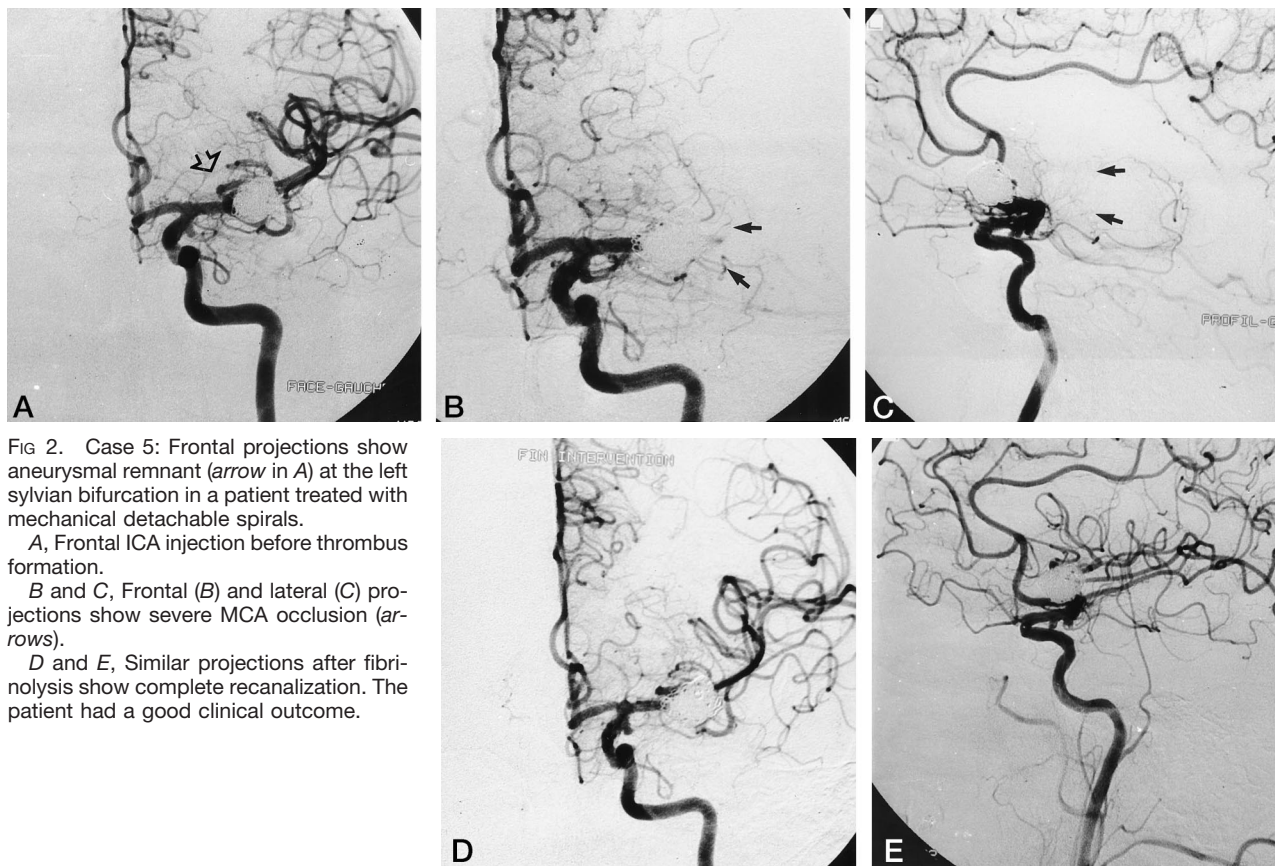 PACE-GAUCH
A
B
PROFIL-G
C
FIG 2. Case 5: Frontal projections show
aneurysmal remnant (arrow in A) at the left
sylvian bifurcation in a patient treated with
mechanical detachable spirals.
A, Frontal ICA injection before thrombus
formation.
B and C, Frontal (B) and lateral (C) pro-
jections show severe MCA occlusion (ar-
rows).
D and E, Similar projections after fibri-
nolysis show complete recanalization. The
patient had a good clinical outcome.
FIN INTERVENTION
D
E